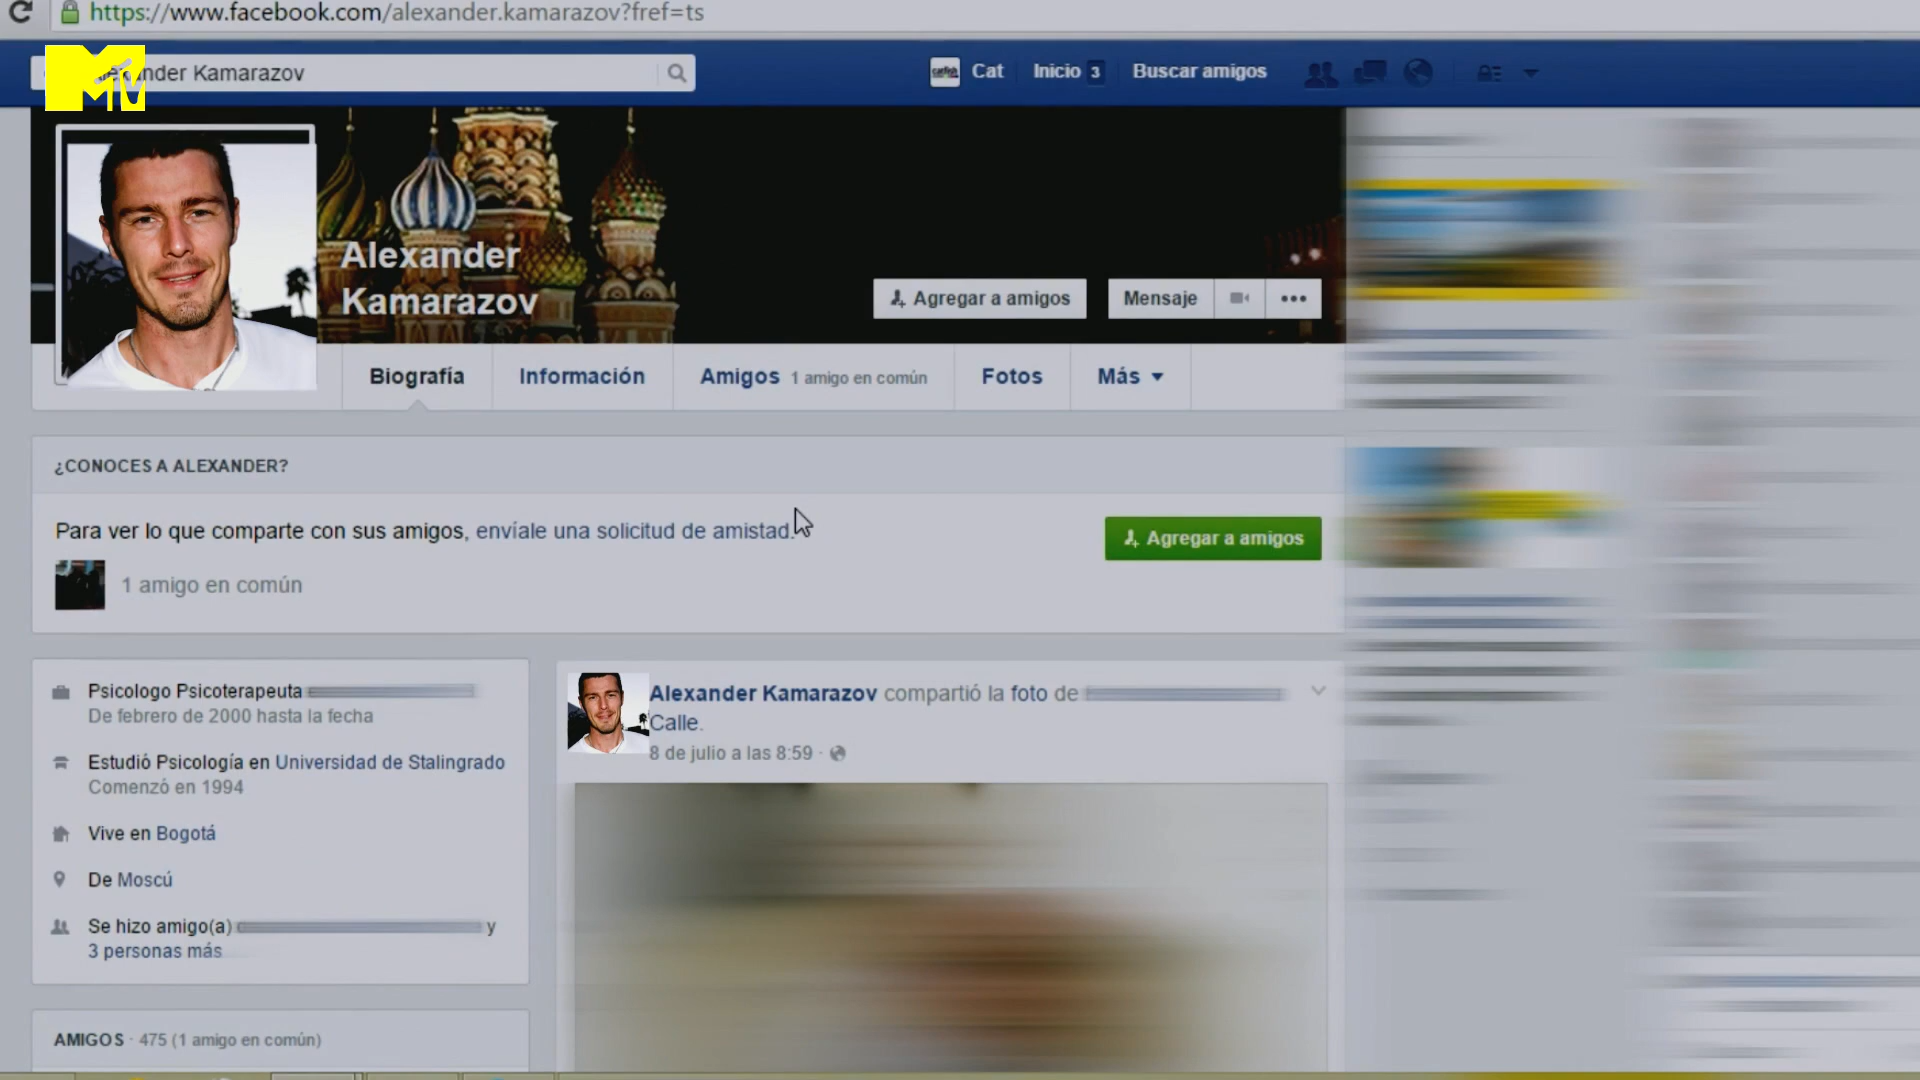 https://www.facebook.com/alexander.kamarazov?fref=ts
MTV
ander Kamarazov
catfish
Cat
Inicio 3
Buscar amigos
Alexander
Kamarazov
Agregar a amigos
Mensaje
Biografía
Información
Amigos 1 amigo en común
Fotos
Más
¿CONOCES A ALEXANDER?
Para ver lo que comparte con sus amigos, envíale una solicitud de amistad.
Agregar a amigos
1 amigo en común
Psicologo Psicoterapeuta
De febrero de 2000 hasta la fecha
Estudió Psicología en Universidad de Stalingrado
Comenzó en 1994
Vive en Bogotá
De Moscú
Se hizo amigo(a) y
3 personas más
AMIGOS · 475 (1 amigo en común)
Alexander Kamarazov compartió la foto de
Calle.
8 de julio a las 8:59 ·